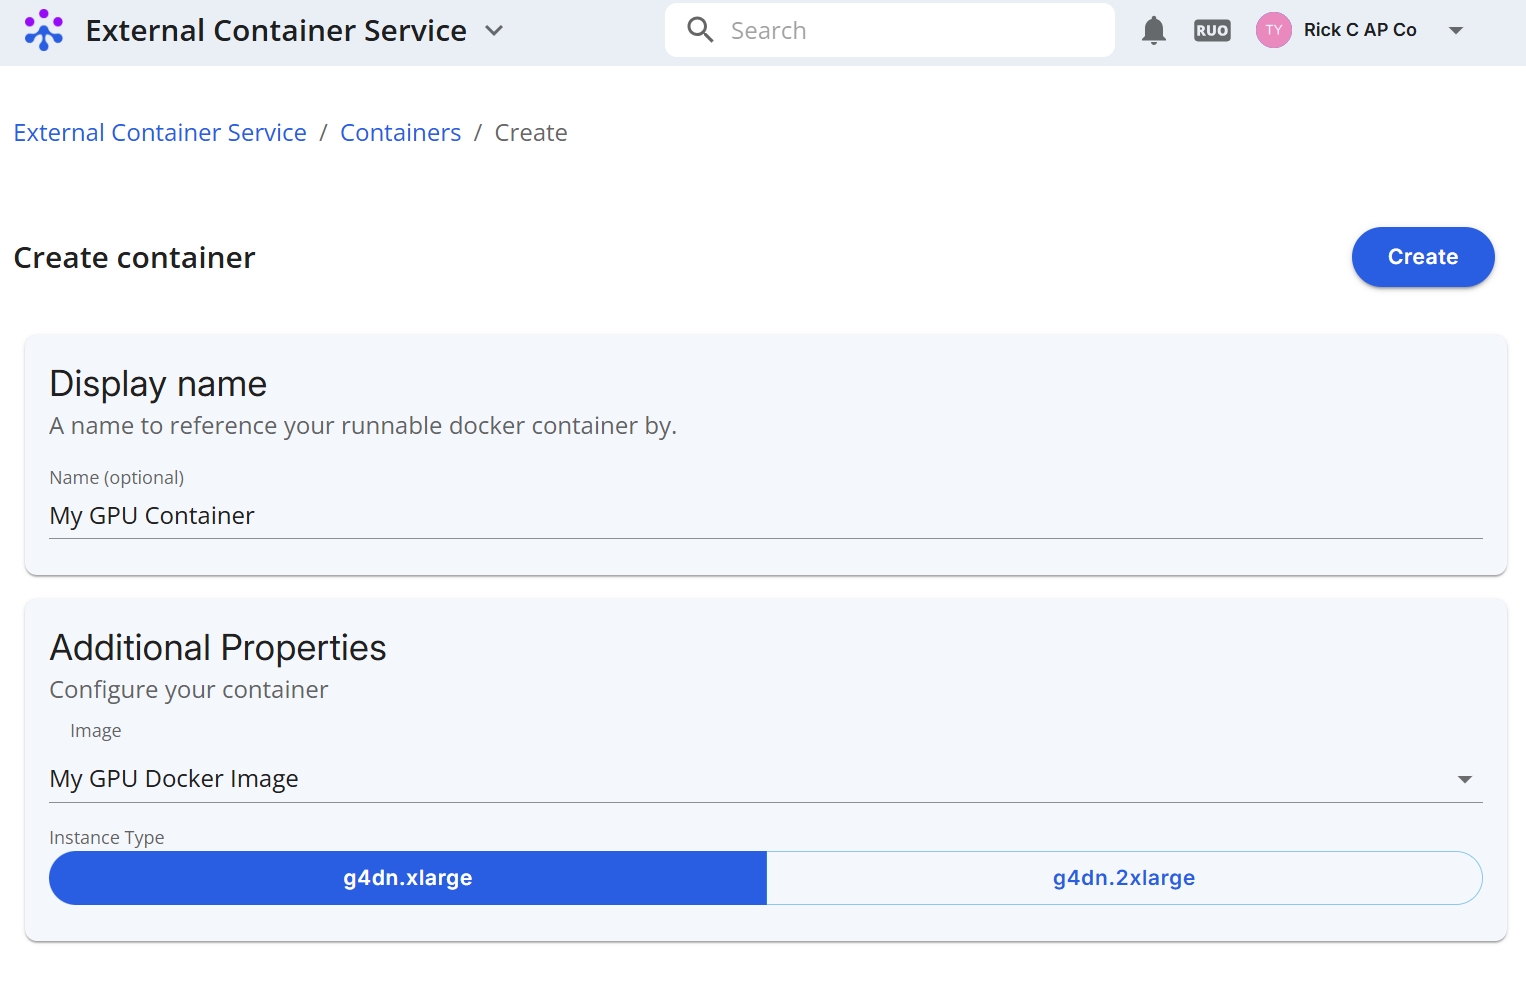 External Container Service
Search
RUO
TY
Rick C AP Co
External Container Service / Containers / Create
Create container
Create
Display name
A name to reference your runnable docker container by.
Name (optional)
My GPU Container
Additional Properties
Configure your container
Image
My GPU Docker Image
Instance Type
g4dn.xlarge
g4dn.2xlarge